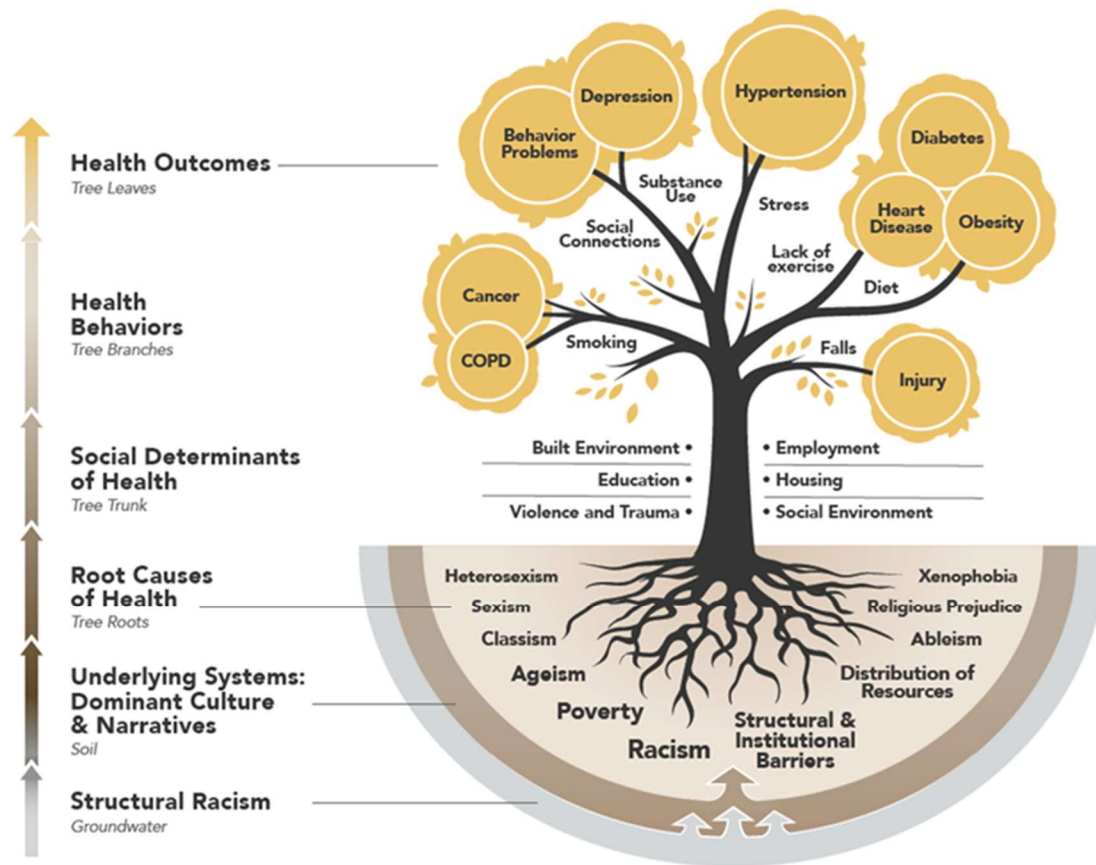 Health Outcomes
Tree Leaves
Health
Behaviors
Tree Branches
Social Determinants
of Health
Tree Trunk
Root Causes
of Health
Tree Roots
Underlying Systems:
Dominant Culture
& Narratives
Soil
Structural Racism
Groundwater
Depression
Behavior
Problems
Hypertension
Diabetes
Heart
Disease
Obesity
Substance
Use
Stress
Social
Connections
Lack of
exercise
Diet
Cancer
COPD
Smoking
Falls
Injury
Built Environment •
• Employment
Education •
• Housing
Violence and Trauma •
• Social Environment
Heterosexism
Xenophobia
Sexism
Religious Prejudice
Classism
Ableism
Ageism
Distribution of
Resources
Poverty
Racism
Structural &
Institutional
Barriers